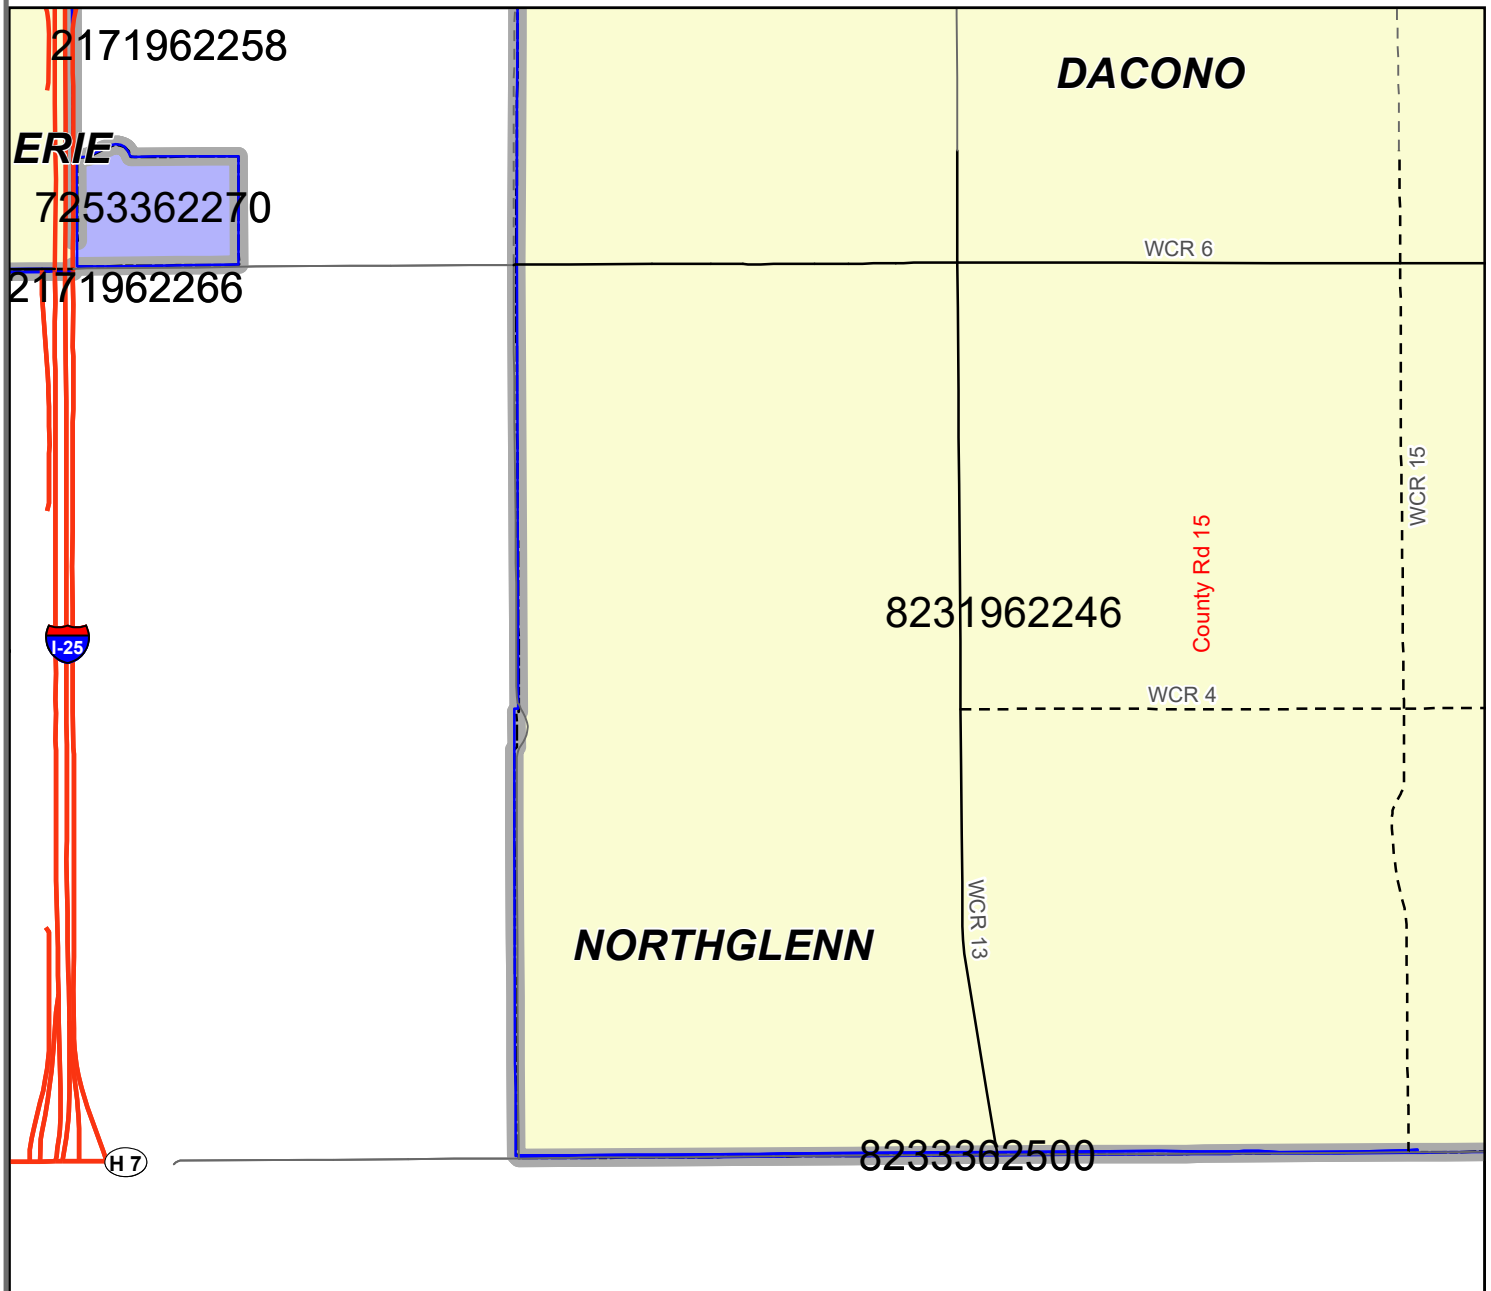 2171962258
DACONO
ERIE
7253362270
WCR 6
2171962266
WCR 15
County Rd 15
8231962246
I-25
WCR 4
WCR 13
NORTHGLENN
8233362500
H 7